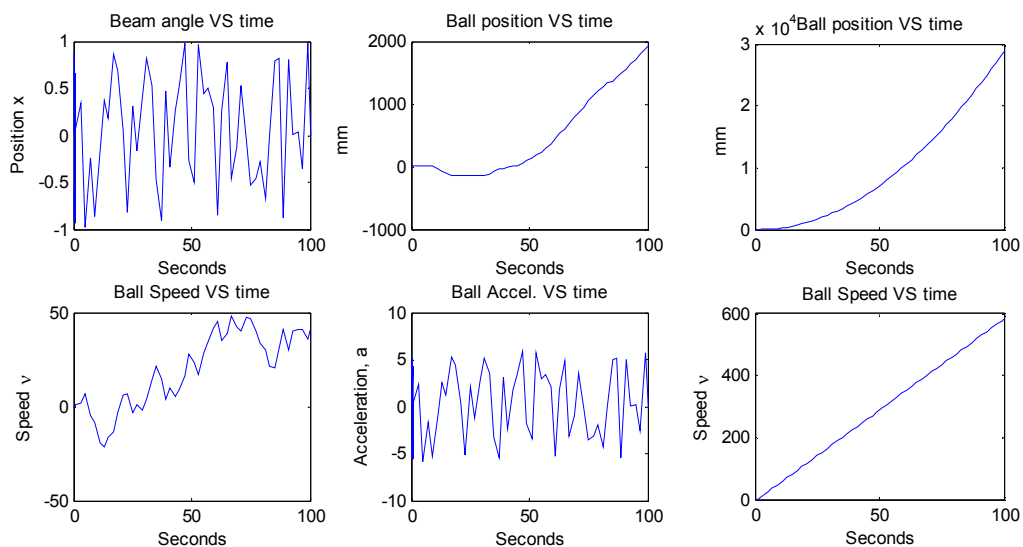 Beam angle VS time
1
0.5
0
-0.5
-1
Position x
0
50
100
Seconds
Ball position VS time
2000
1000
0
-1000
mm
0
50
100
Seconds
x 10^4 Ball position VS time
3
2
1
0
mm
0
50
100
Seconds
Ball Speed VS time
50
0
-50
Speed v
0
50
100
Seconds
Ball Accel. VS time
10
5
0
-5
-10
Acceleration, a
0
50
100
Seconds
Ball Speed VS time
600
400
200
0
Speed v
0
50
100
Seconds